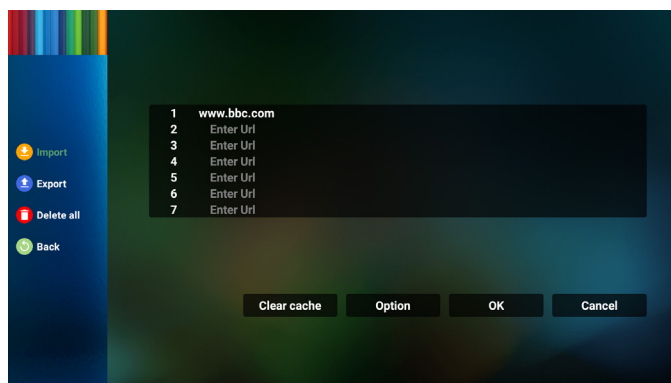 Import
Export
Delete all
Back
1 www.bbc.com
2 Enter Url
3 Enter Url
4 Enter Url
5 Enter Url
6 Enter Url
7 Enter Url
Clear cache Option OK Cancel